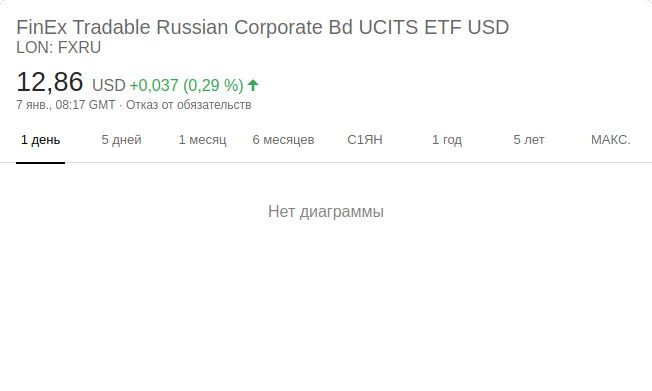 FinEx Tradable Russian Corporate Bd UCITS ETF USD
LON: FXRU
12,86 USD +0,037 (0,29 %)
7 янв., 08:17 GMT · Отказ от обязательств
1 день 5 дней 1 месяц 6 месяцев С1ЯН 1 год 5 лет МАКС.
Нет диаграммы